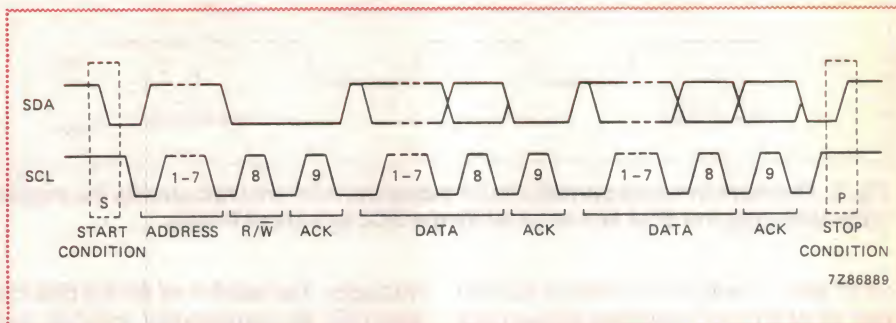 SDA
SCL
1-7 8 9 1-7 8 9 1-7 8 9
S P
START CONDITION ADDRESS R/W̅ ACK DATA ACK DATA ACK STOP CONDITION
7Z86889